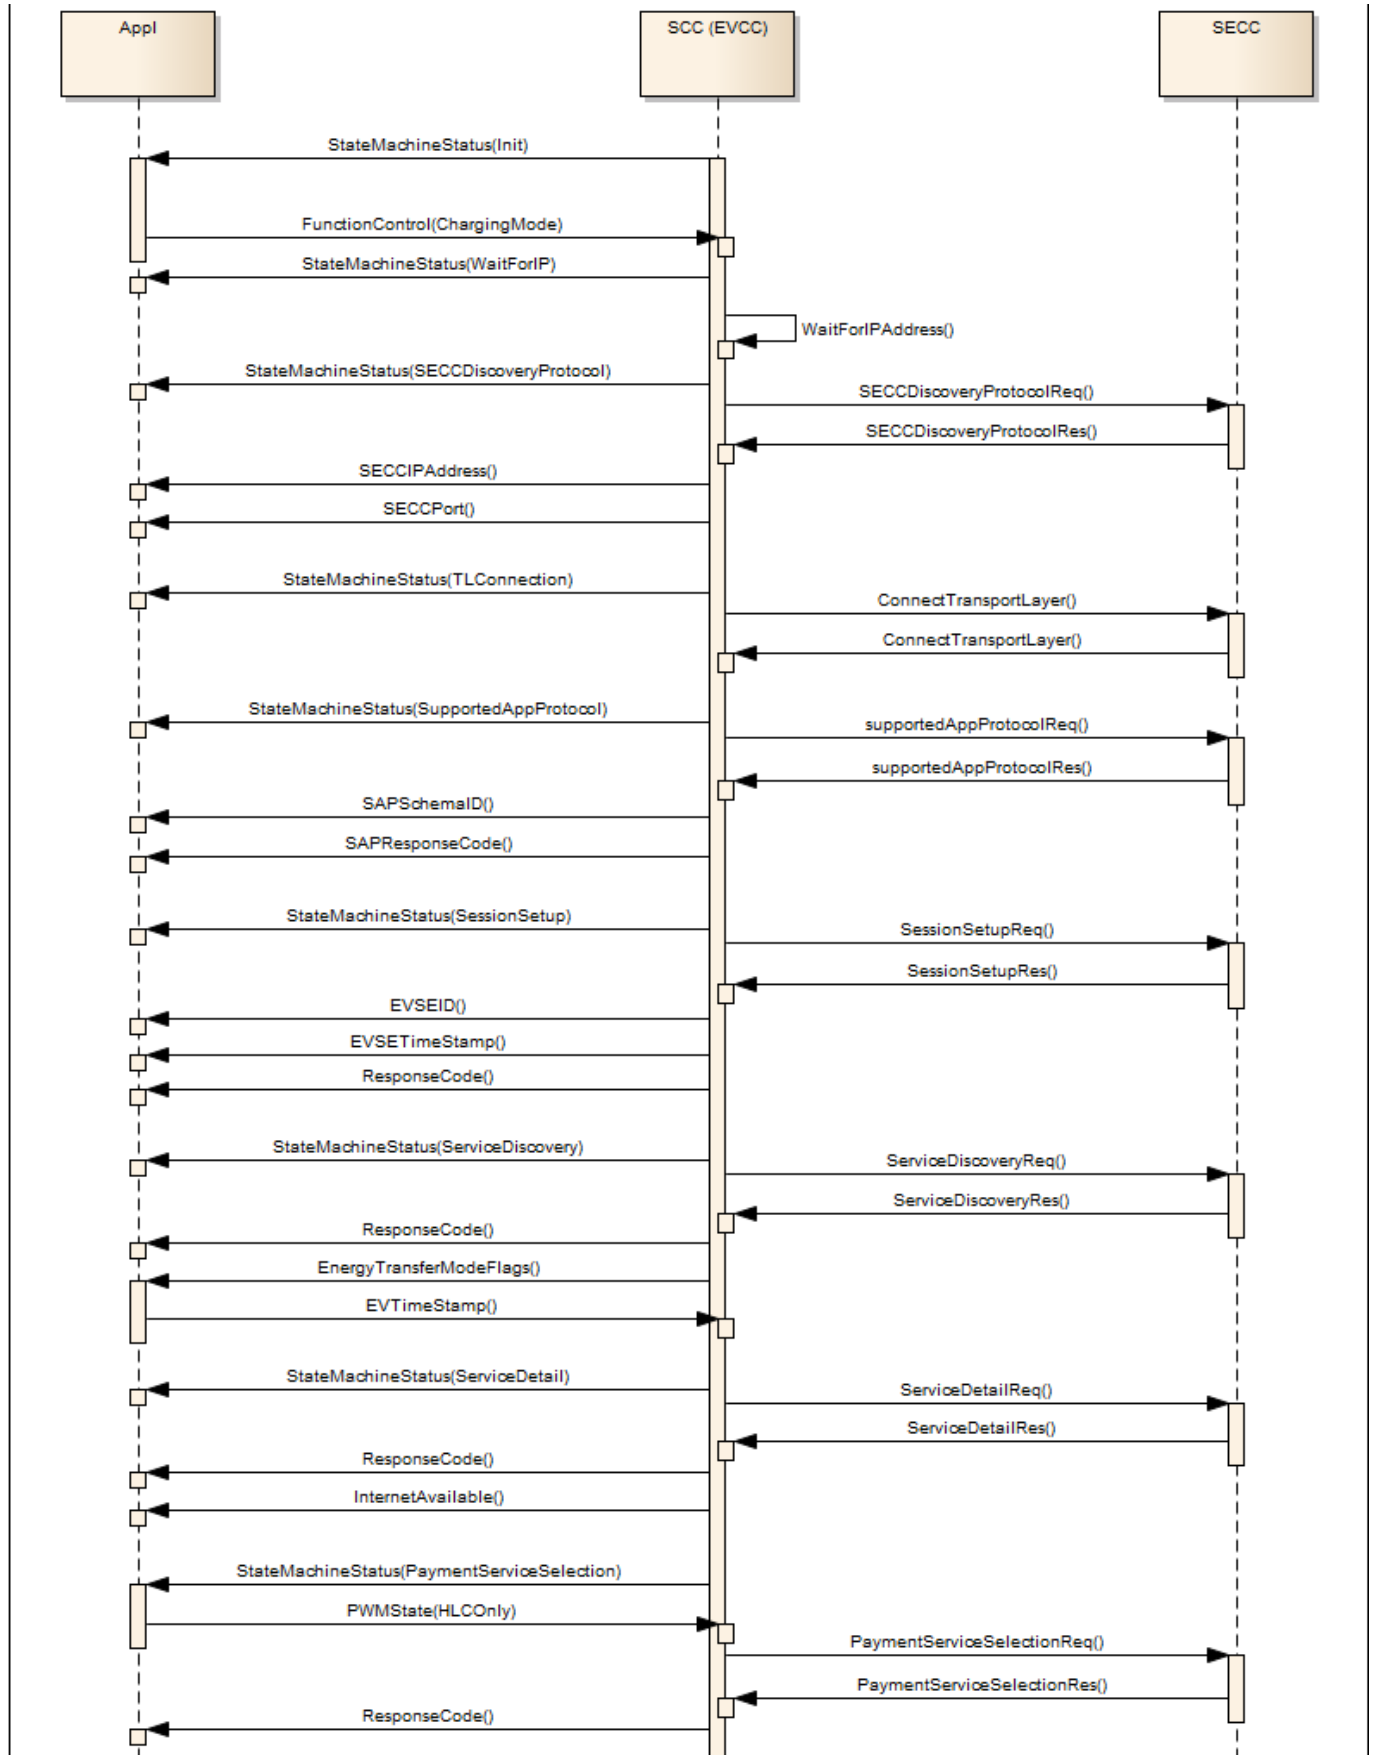 Appl
SCC (EVCC)
SECC
StateMachineStatus(Init)
FunctionControl(ChargingMode)
StateMachineStatus(WaitForIP)
WaitForIPAddress()
StateMachineStatus(SECCDiscoveryProtocol)
SECCDiscoveryProtocolReq()
SECCDiscoveryProtocolRes()
SECCIPAddress()
SECCPort()
StateMachineStatus(TLConnection)
ConnectTransportLayer()
ConnectTransportLayer()
StateMachineStatus(SupportedAppProtocol)
supportedAppProtocolReq()
supportedAppProtocolRes()
SAPSchemaID()
SAPResponseCode()
StateMachineStatus(SessionSetup)
SessionSetupReq()
SessionSetupRes()
EVSEID()
EVSETimeStamp()
ResponseCode()
StateMachineStatus(ServiceDiscovery)
ServiceDiscoveryReq()
ServiceDiscoveryRes()
ResponseCode()
EnergyTransferModeFlags()
EVTimeStamp()
StateMachineStatus(ServiceDetail)
ServiceDetailReq()
ServiceDetailRes()
ResponseCode()
InternetAvailable()
StateMachineStatus(PaymentServiceSelection)
PWMState(HLCOnly)
PaymentServiceSelectionReq()
PaymentServiceSelectionRes()
ResponseCode()